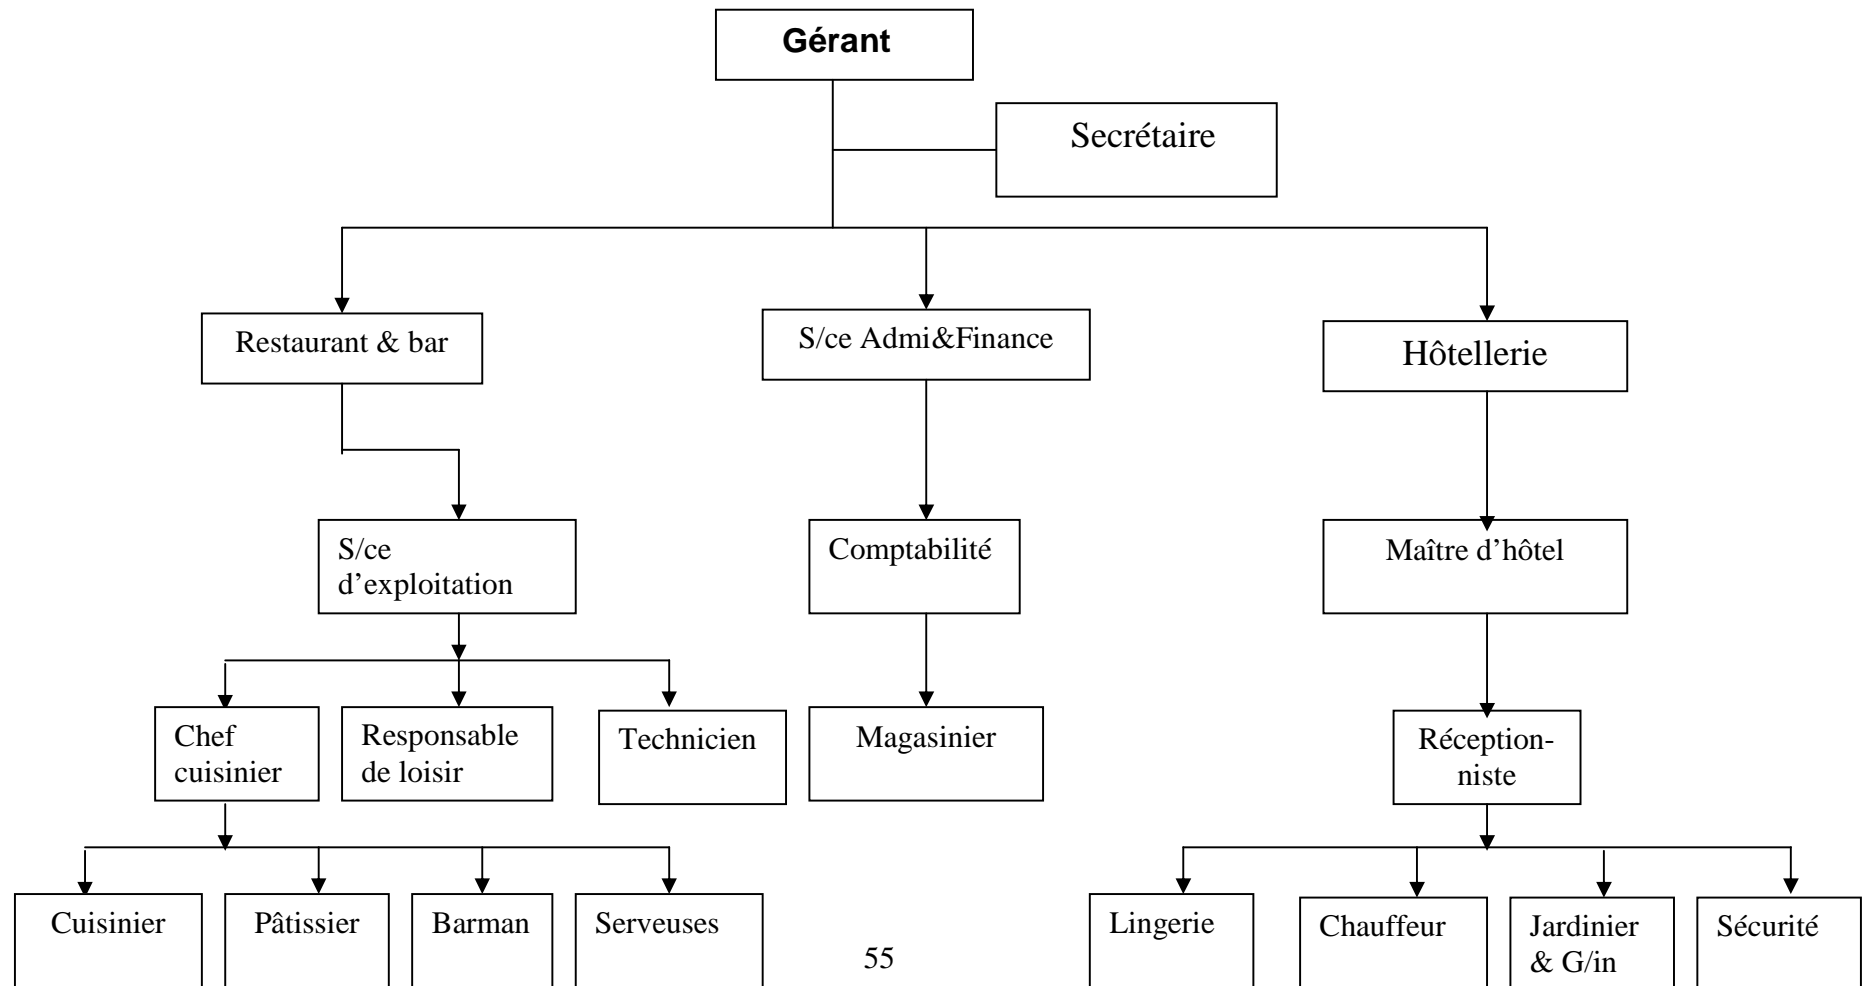 Gérant
Secrétaire
Restaurant & bar
S/ce Admi&Finance
Hôtellerie
S/ce
d’exploitation
Comptabilité
Maître d’hôtel
Chef
cuisinier
Responsable
de loisir
Technicien
Magasinier
Réception-
niste
Cuisinier
Pâtissier
Barman
Serveuses
Lingerie
Chauffeur
Jardinier
& G/in
Sécurité
55